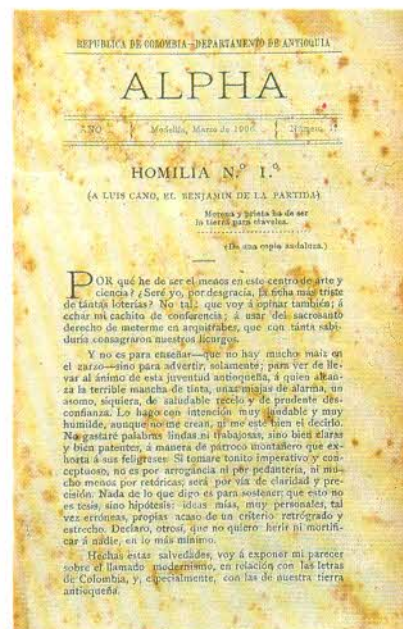 REPUBLICA DE COLOMBIA—DEPARTAMENTO DE ANTIOQUIA
ALPHA
AÑO Medellín, Marzo de 1906 Número
HOMILIA N.º 1.º
(A LUIS CANO, EL BENJAMIN DE LA PARTIDA)
Morena y prieta ha de ser
la tierra para claveles.
(De una copla andaluza.)
POR qué he de ser el menos en este centro de arte y
ciencia? ¿Seré yo, por desgracia, la ficha más triste
de tántas loterías? No tal: que voy á opinar también; á
echar mi cachito de conferencia; á usar del sacrosanto
derecho de meterme en arquitrabes, que con tánta sabi-
duría consagraron nuestros licurgos.
Y no es para enseñar—que no hay mucho maíz en
el zarzo—sino para advertir, solamente; para ver de lle-
var al ánimo de esta juventud antioqueña, á quien alcan-
za la terrible mancha de tinta, unas miajas de alarma, un
asomo, siquiera, de saludable recelo y de prudente des-
confianza. Lo hago con intención muy laudable y muy
humilde, aunque no me crean, ni me esté bien el decirlo.
No gastaré palabras lindas ni trabajosas, sino bien claras
y bien patentes, á manera de párroco montañero que ex-
horta á sus feligreses. Si tomare tonito imperativo y con-
ceptuoso, no es por arrogancia ni por pedantería, ni mu-
cho menos por retóricas; será por vía de claridad y pre-
cisión. Nada de lo que digo es para sostener; que esto no
es tesis, sino hipótesis: ideas mías, muy personales, tal
vez erróneas, propias acaso de un criterio retrógrado y
estrecho. Declaro, otrosí, que no quiero herir ni mortifi-
car á nádie, en lo más mínimo.
Hechas éstas salvedades, voy á exponer mi parecer
sobre el llamado modernismo, en relación con las letras
de Colombia, y, especialmente, con las de nuestra tierra
antioqueña.